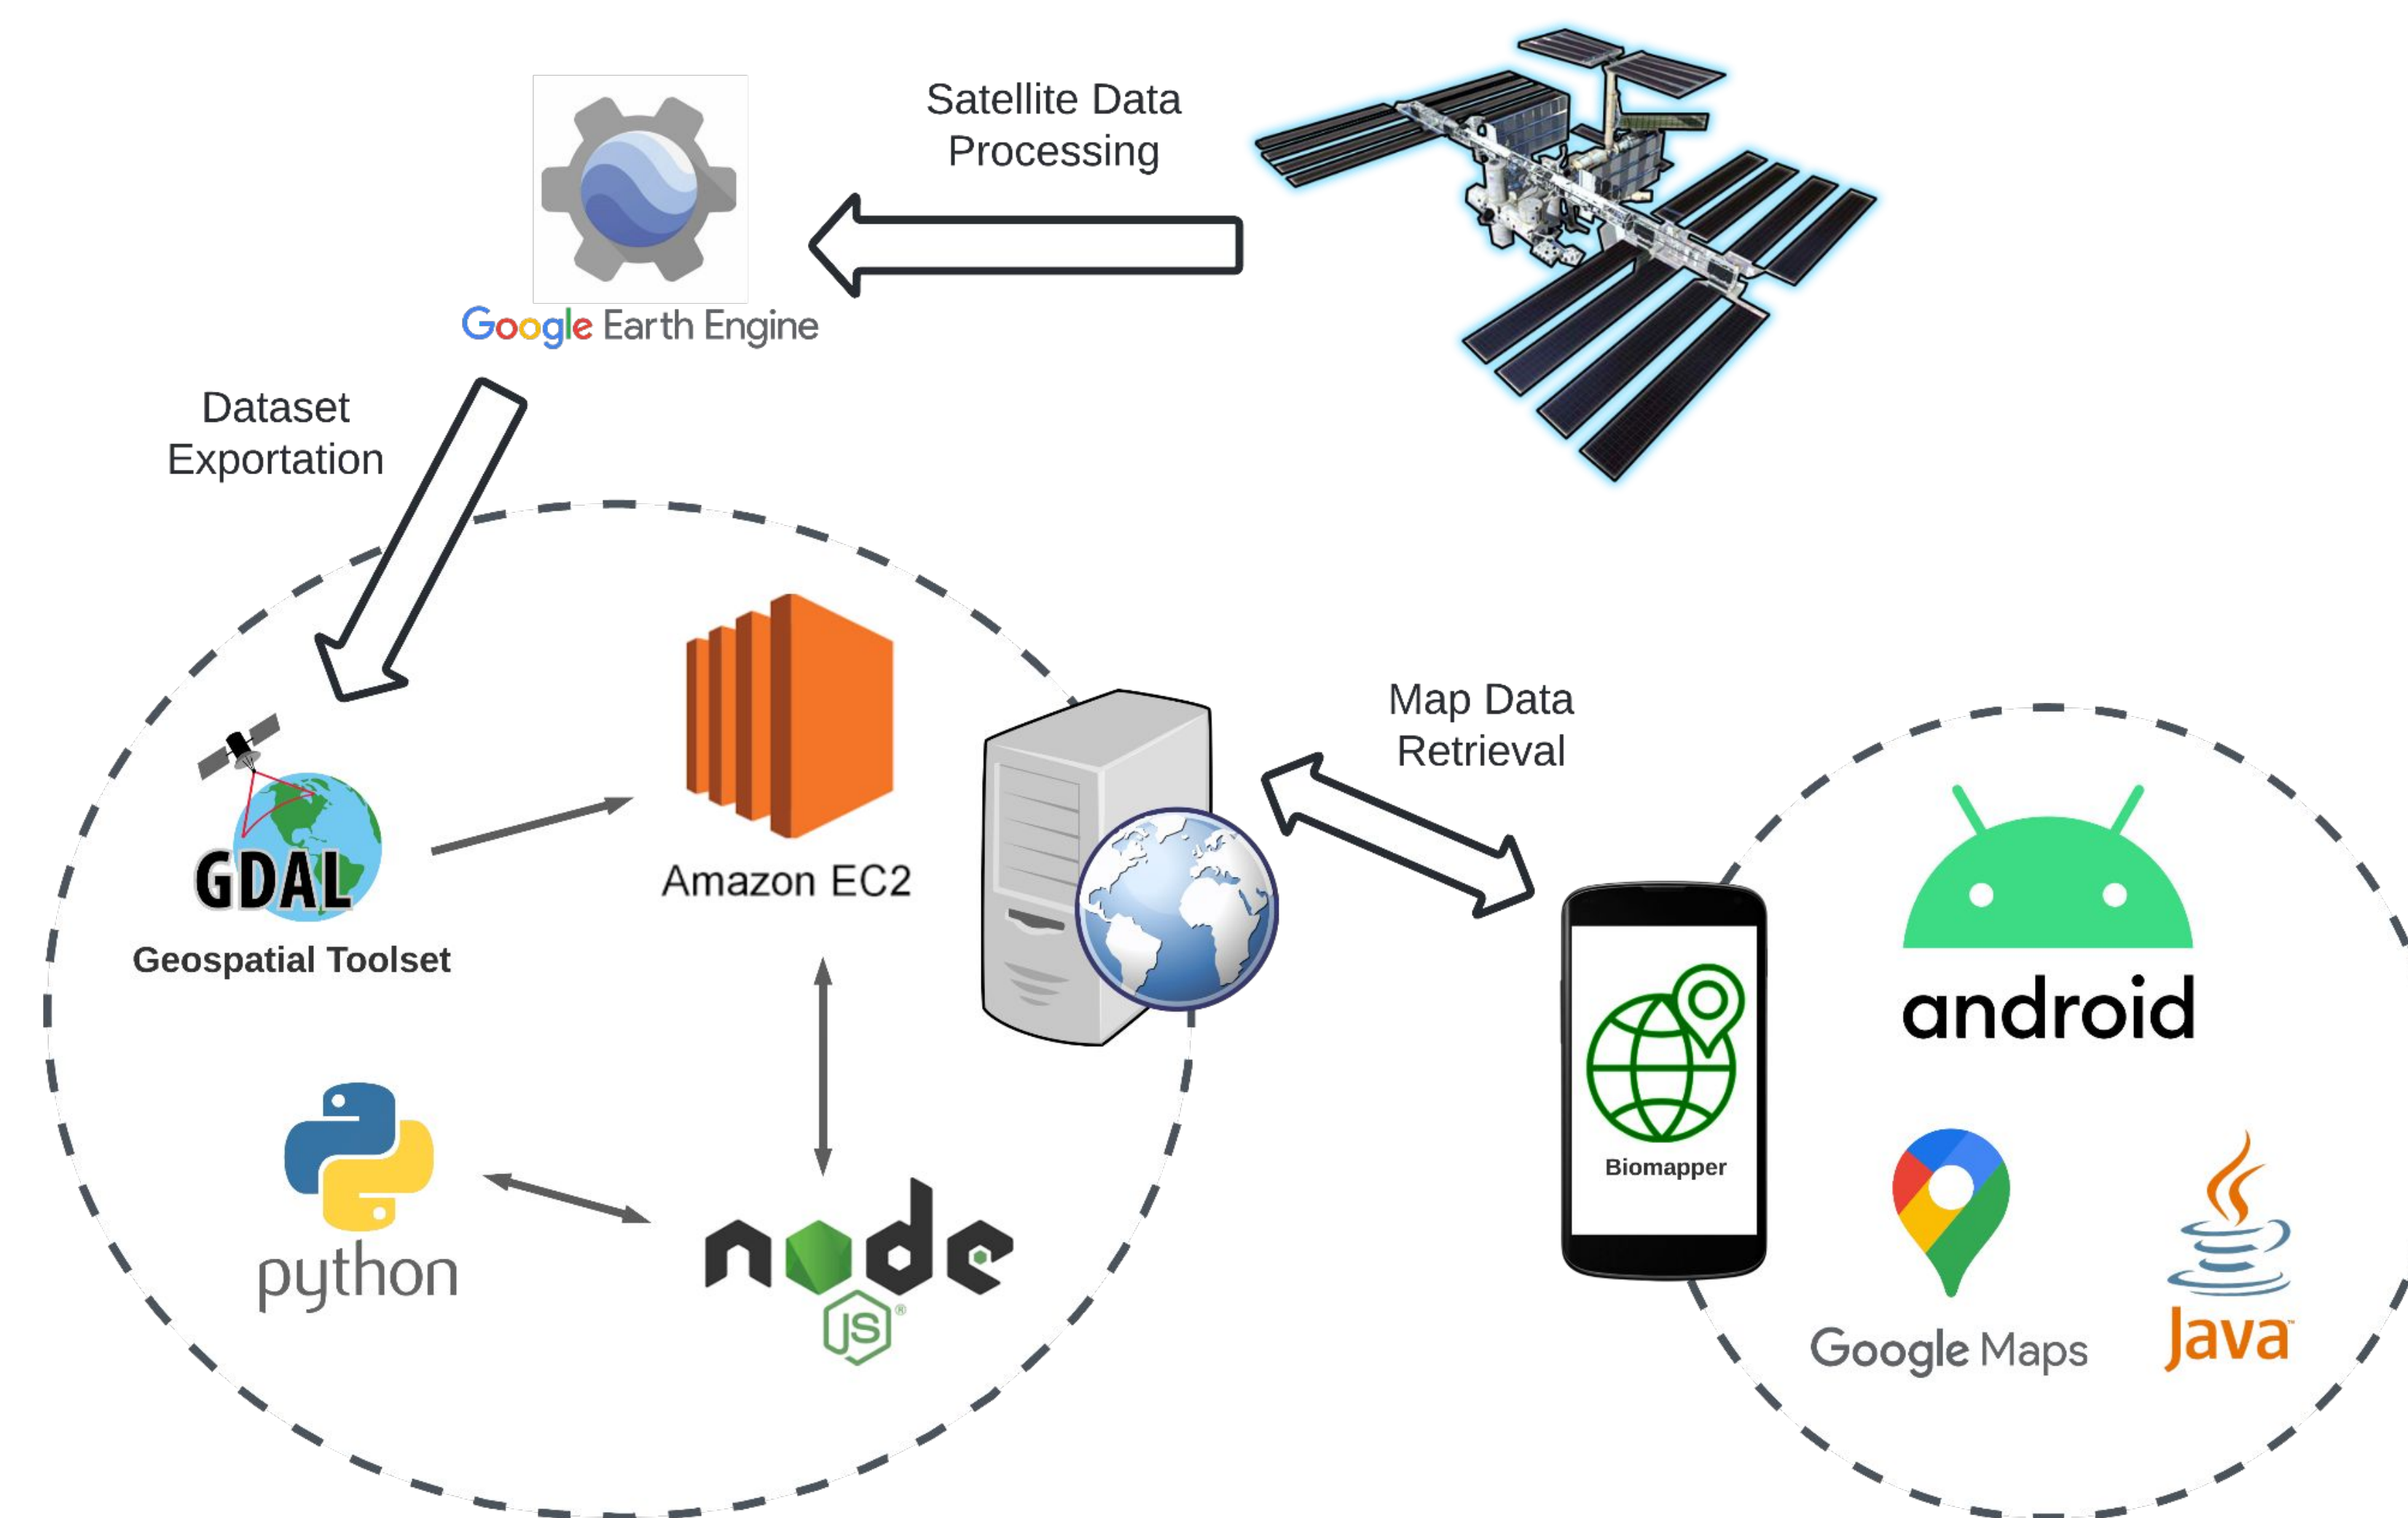 Satellite Data
Processing
Google Earth Engine
Dataset
Exportation
Map Data
Retrieval
Amazon EC2
GDAL
Geospatial Toolset
android
Biomapper
python
node
JS®
Google Maps
Java™